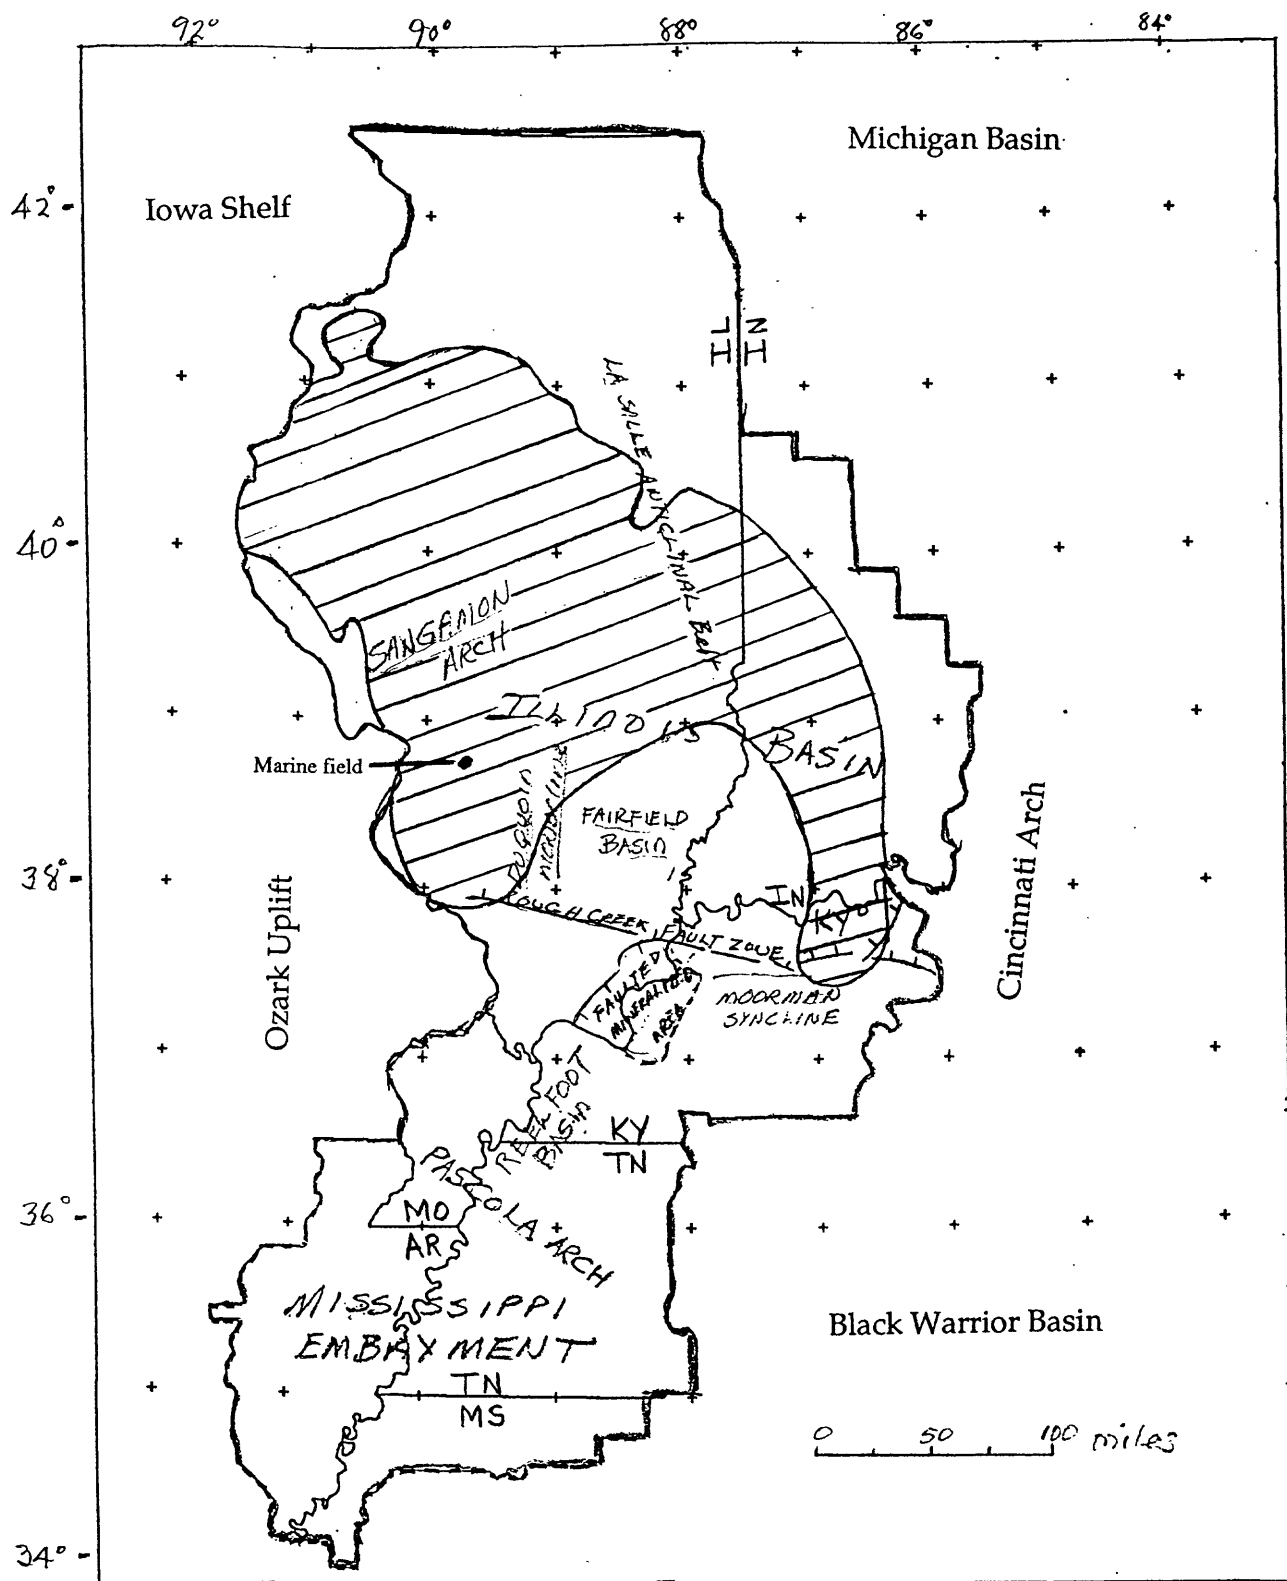 92° 90° 88° 86° 84°
Michigan Basin
42°
Iowa Shelf
IL
IN
LA SALLE ANTICLINAL Belt
40°
SANGAMON
ARCH
ILLINOIS
BASIN
Marine field
DUQUOIN
MONOCLINE
FAIRFIELD
BASIN
38°
Ozark Uplift
Cincinnati Arch
IN
KY
ROUGH CREEK FAULT ZONE
FAULTED
MINERALIZED
AREA
MOORMAN
SYNCLINE
REELFOOT
BASIN
KY
TN
PASCOLA ARCH
36°
MO
AR
MISSISSIPPI
EMBAYMENT
Black Warrior Basin
TN
MS
0 50 100 miles
34°